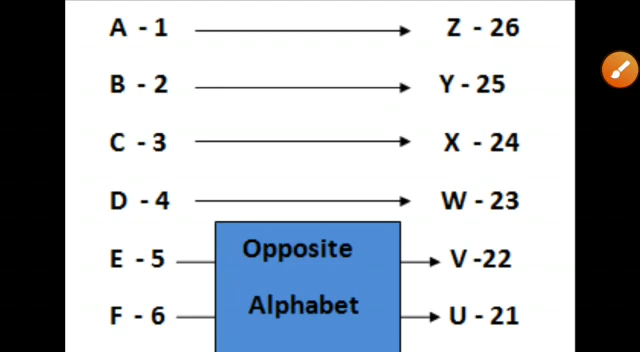 A - 1 Z - 26
B - 2 Y - 25
C - 3 X - 24
D - 4 W - 23
E - 5 Opposite V -22
F - 6 Alphabet U - 21